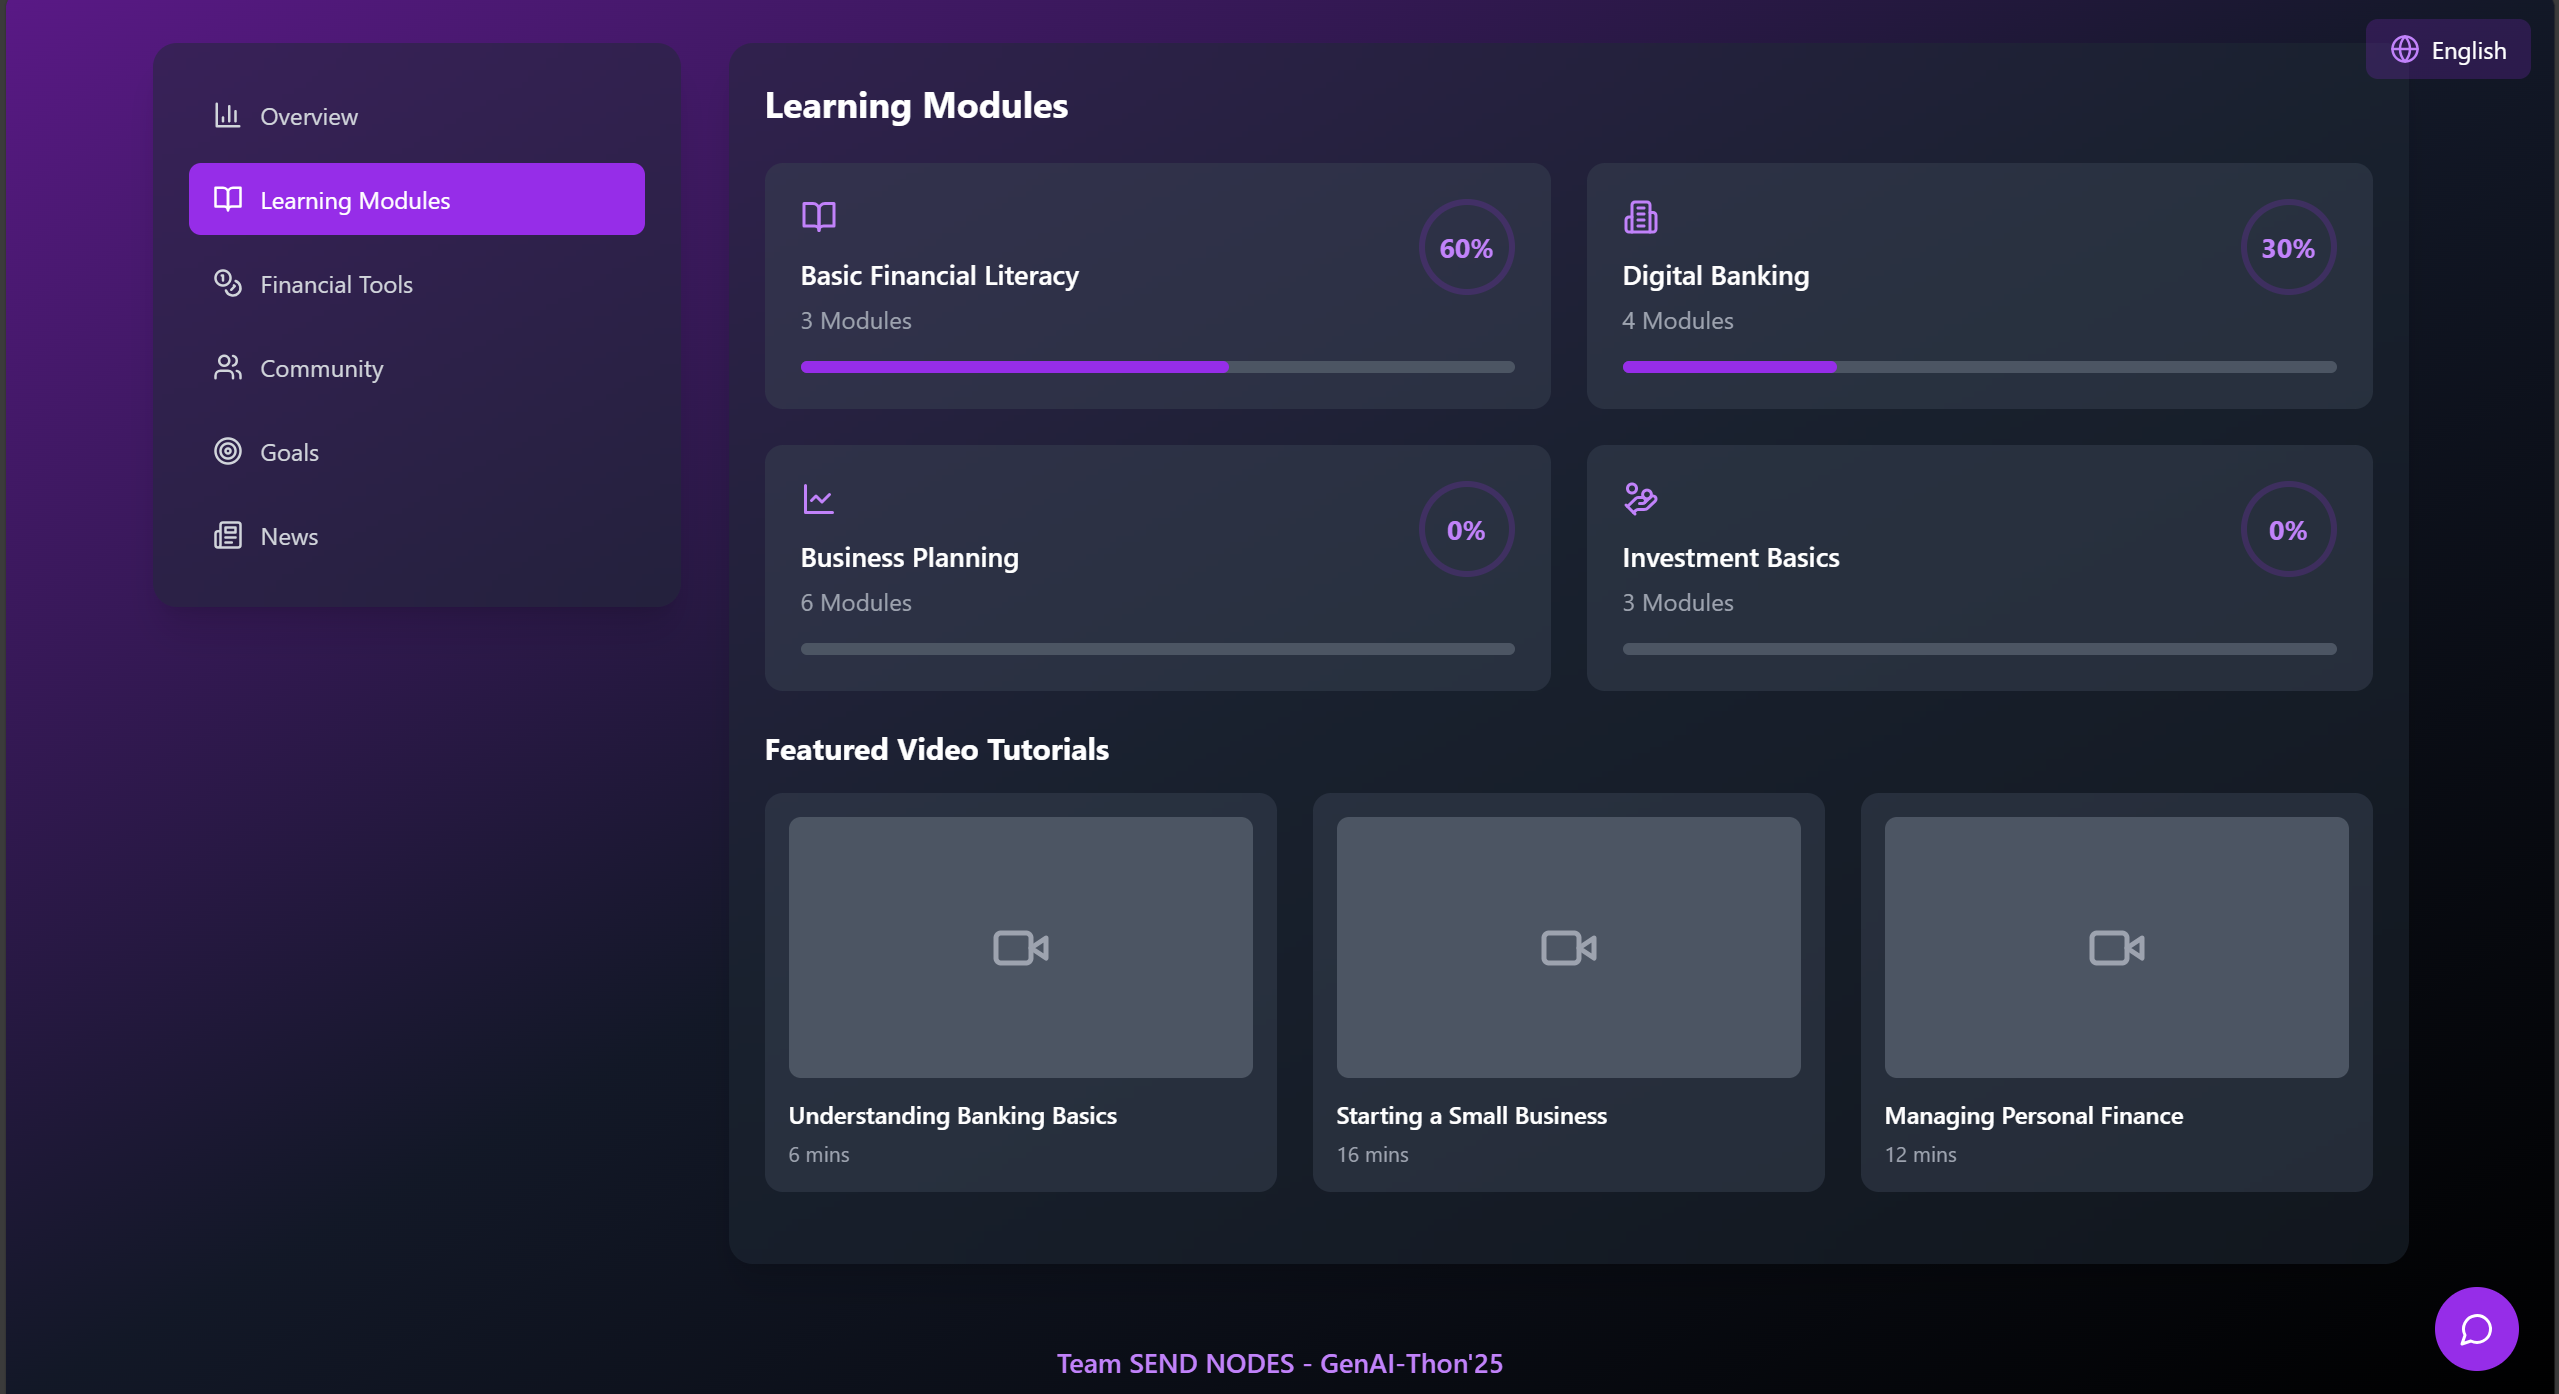 English
Overview
Learning Modules
Financial Tools
Community
Goals
News
Learning Modules
Basic Financial Literacy
3 Modules
60%
Digital Banking
4 Modules
30%
Business Planning
6 Modules
0%
Investment Basics
3 Modules
0%
Featured Video Tutorials
Understanding Banking Basics
6 mins
Starting a Small Business
16 mins
Managing Personal Finance
12 mins
Team SEND NODES - GenAI-Thon'25